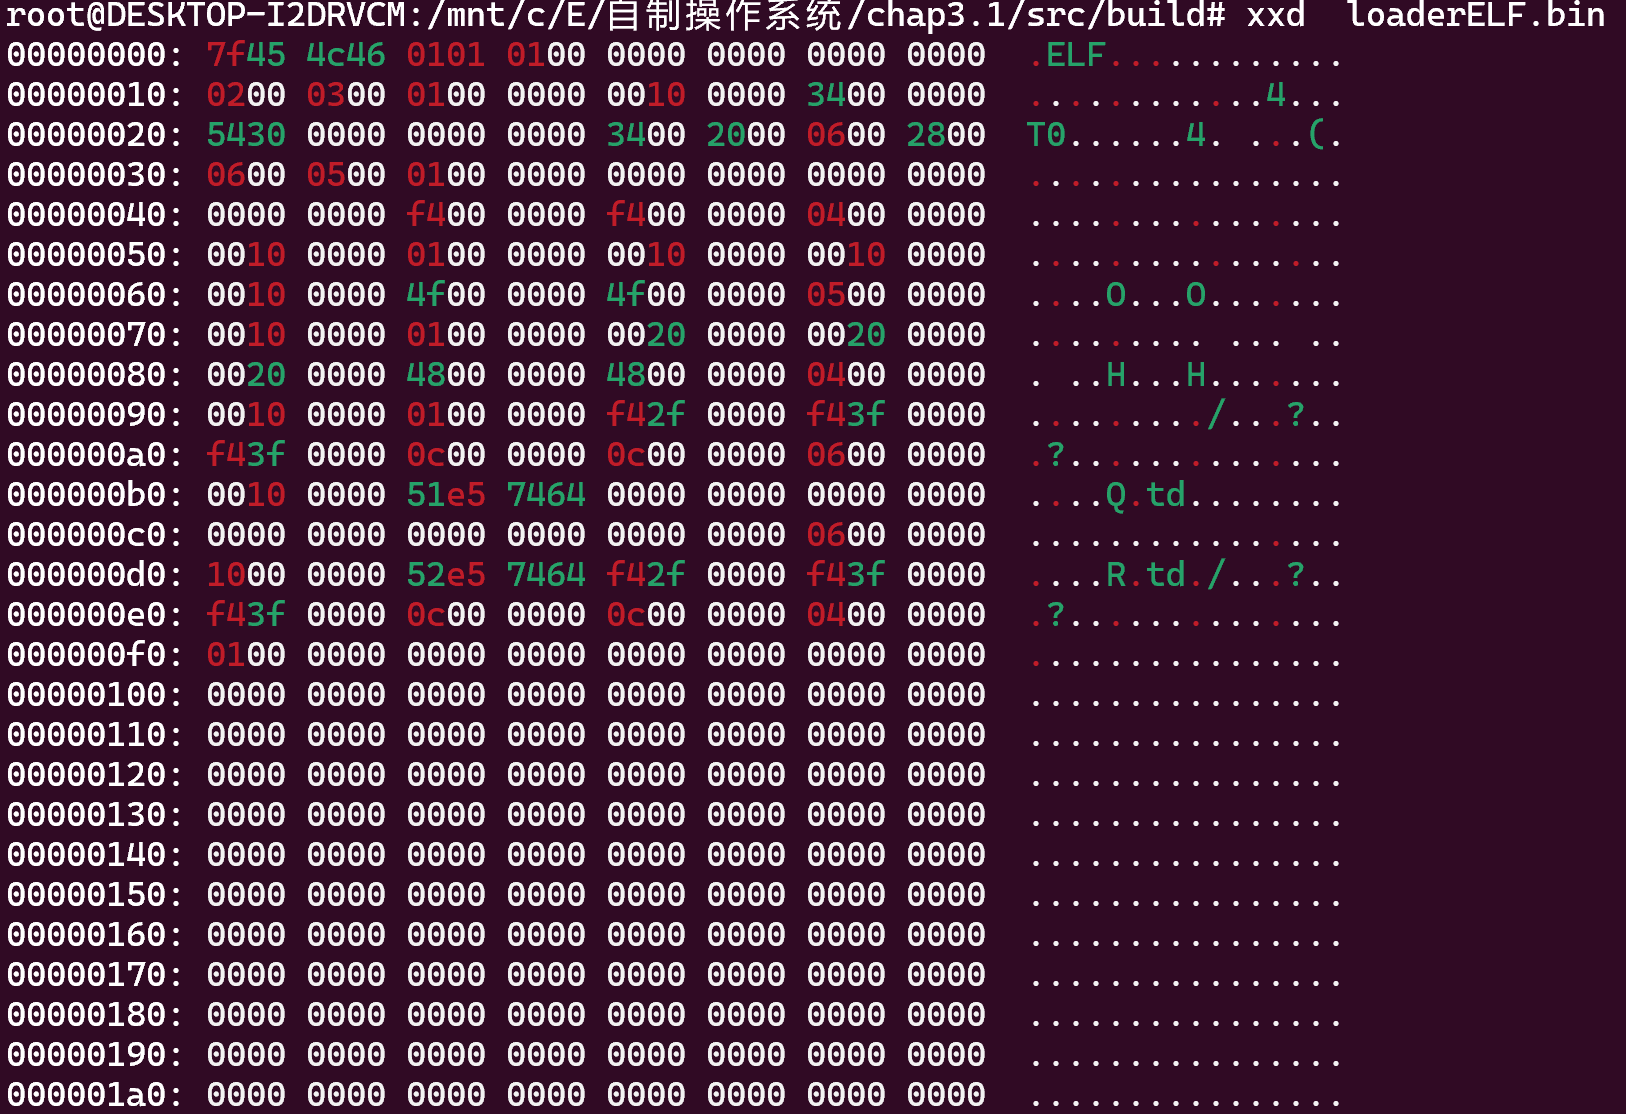 root@DESKTOP-I2DRVCM:/mnt/c/E/自制操作系统/chap3.1/src/build# xxd  loaderELF.bin
00000000: 7f45 4c46 0101 0100 0000 0000 0000 0000  .ELF............
00000010: 0200 0300 0100 0000 0010 0000 3400 0000  ............4...
00000020: 5430 0000 0000 0000 3400 2000 0600 2800  T0......4. ...(.
00000030: 0600 0500 0100 0000 0000 0000 0000 0000  ................
00000040: 0000 0000 f400 0000 f400 0000 0400 0000  ................
00000050: 0010 0000 0100 0000 0010 0000 0010 0000  ................
00000060: 0010 0000 4f00 0000 4f00 0000 0500 0000  ....O...O.......
00000070: 0010 0000 0100 0000 0020 0000 0020 0000  ......... ... ..
00000080: 0020 0000 4800 0000 4800 0000 0400 0000  . ..H...H.......
00000090: 0010 0000 0100 0000 f42f 0000 f43f 0000  ........./...?..
000000a0: f43f 0000 0c00 0000 0c00 0000 0600 0000  .?..............
000000b0: 0010 0000 51e5 7464 0000 0000 0000 0000  ....Q.td........
000000c0: 0000 0000 0000 0000 0000 0000 0600 0000  ................
000000d0: 1000 0000 52e5 7464 f42f 0000 f43f 0000  ....R.td./...?..
000000e0: f43f 0000 0c00 0000 0c00 0000 0400 0000  .?..............
000000f0: 0100 0000 0000 0000 0000 0000 0000 0000  ................
00000100: 0000 0000 0000 0000 0000 0000 0000 0000  ................
00000110: 0000 0000 0000 0000 0000 0000 0000 0000  ................
00000120: 0000 0000 0000 0000 0000 0000 0000 0000  ................
00000130: 0000 0000 0000 0000 0000 0000 0000 0000  ................
00000140: 0000 0000 0000 0000 0000 0000 0000 0000  ................
00000150: 0000 0000 0000 0000 0000 0000 0000 0000  ................
00000160: 0000 0000 0000 0000 0000 0000 0000 0000  ................
00000170: 0000 0000 0000 0000 0000 0000 0000 0000  ................
00000180: 0000 0000 0000 0000 0000 0000 0000 0000  ................
00000190: 0000 0000 0000 0000 0000 0000 0000 0000  ................
000001a0: 0000 0000 0000 0000 0000 0000 0000 0000  ................